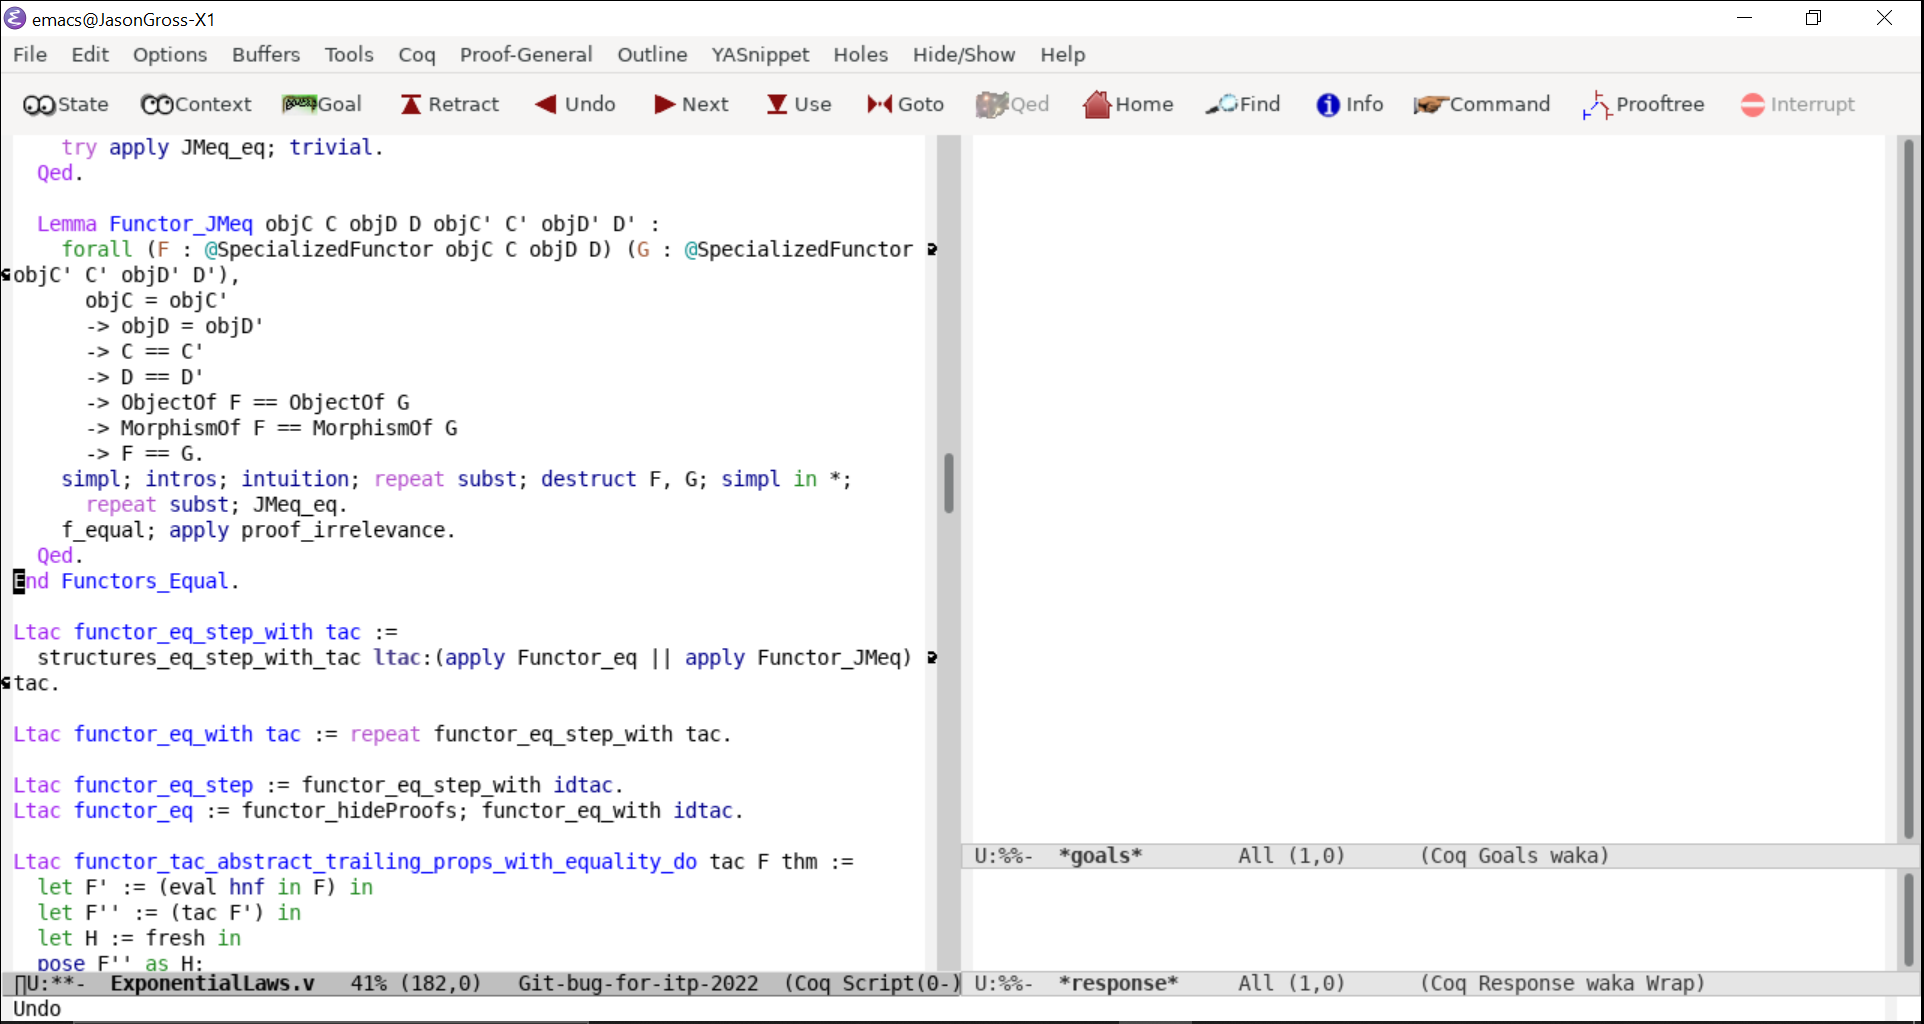 emacs@JasonGross-X1
File Edit Options Buffers Tools Coq Proof-General Outline YASnippet Holes Hide/Show Help
State Context Goal Retract Undo Next Use Goto Qed Home Find Info Command Prooftree Interrupt
    try apply JMeq_eq; trivial.
  Qed.
  Lemma Functor_JMeq objC C objD D objC' C' objD' D' :
    forall (F : @SpecializedFunctor objC C objD D) (G : @SpecializedFunctor
objC' C' objD' D'),
      objC = objC'
      -> objD = objD'
      -> C == C'
      -> D == D'
      -> ObjectOf F == ObjectOf G
      -> MorphismOf F == MorphismOf G
      -> F == G.
    simpl; intros; intuition; repeat subst; destruct F, G; simpl in *;
      repeat subst; JMeq_eq.
    f_equal; apply proof_irrelevance.
  Qed.
End Functors_Equal.
Ltac functor_eq_step_with tac :=
  structures_eq_step_with_tac ltac:(apply Functor_eq || apply Functor_JMeq)
tac.
Ltac functor_eq_with tac := repeat functor_eq_step_with tac.
Ltac functor_eq_step := functor_eq_step_with idtac.
Ltac functor_eq := functor_hideProofs; functor_eq_with idtac.
Ltac functor_tac_abstract_trailing_props_with_equality_do tac F thm :=
  let F' := (eval hnf in F) in
  let F'' := (tac F') in
  let H := fresh in
  pose F'' as H;
U:**- ExponentialLaws.v 41% (182,0) Git-bug-for-itp-2022 (Coq Script(0-)
U:%%- *goals* All (1,0) (Coq Goals waka)
U:%%- *response* All (1,0) (Coq Response waka Wrap)
Undo